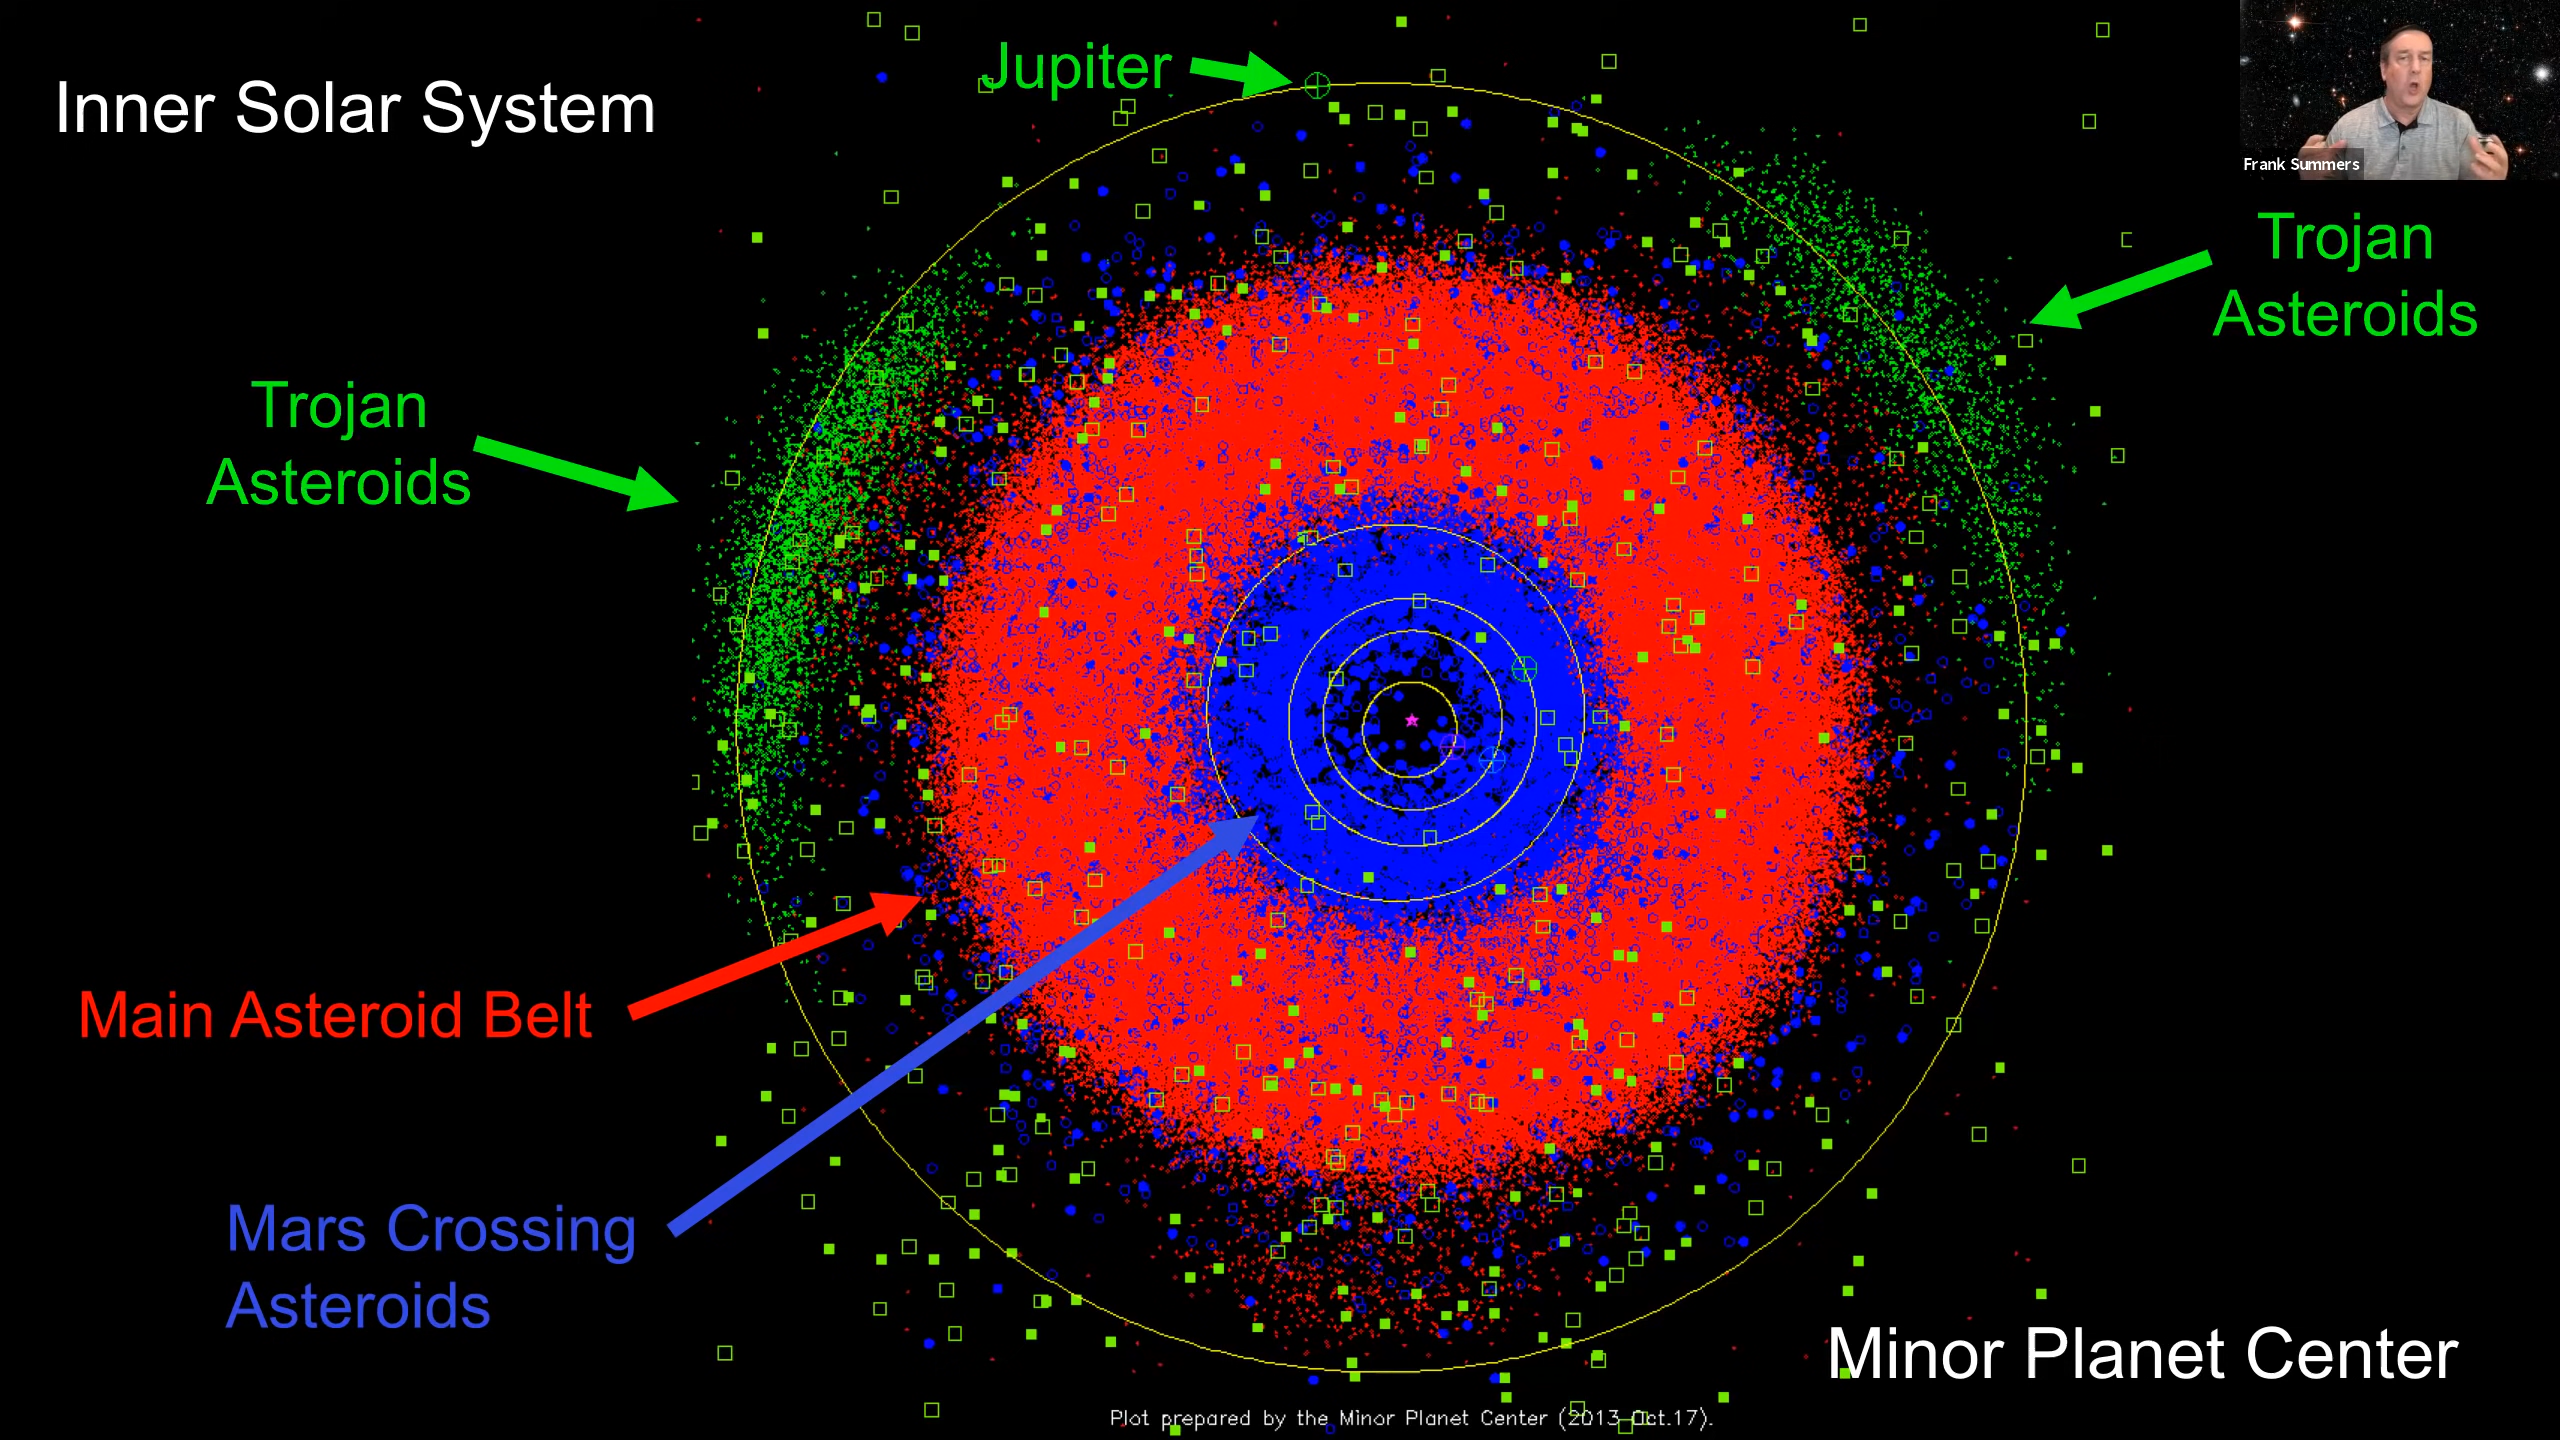 Inner Solar System
Jupiter
Frank Summers
Trojan
Asteroids
Trojan
Asteroids
Main Asteroid Belt
Mars Crossing
Asteroids
Minor Planet Center
Plot prepared by the Minor Planet Center (2013 Oct.17).